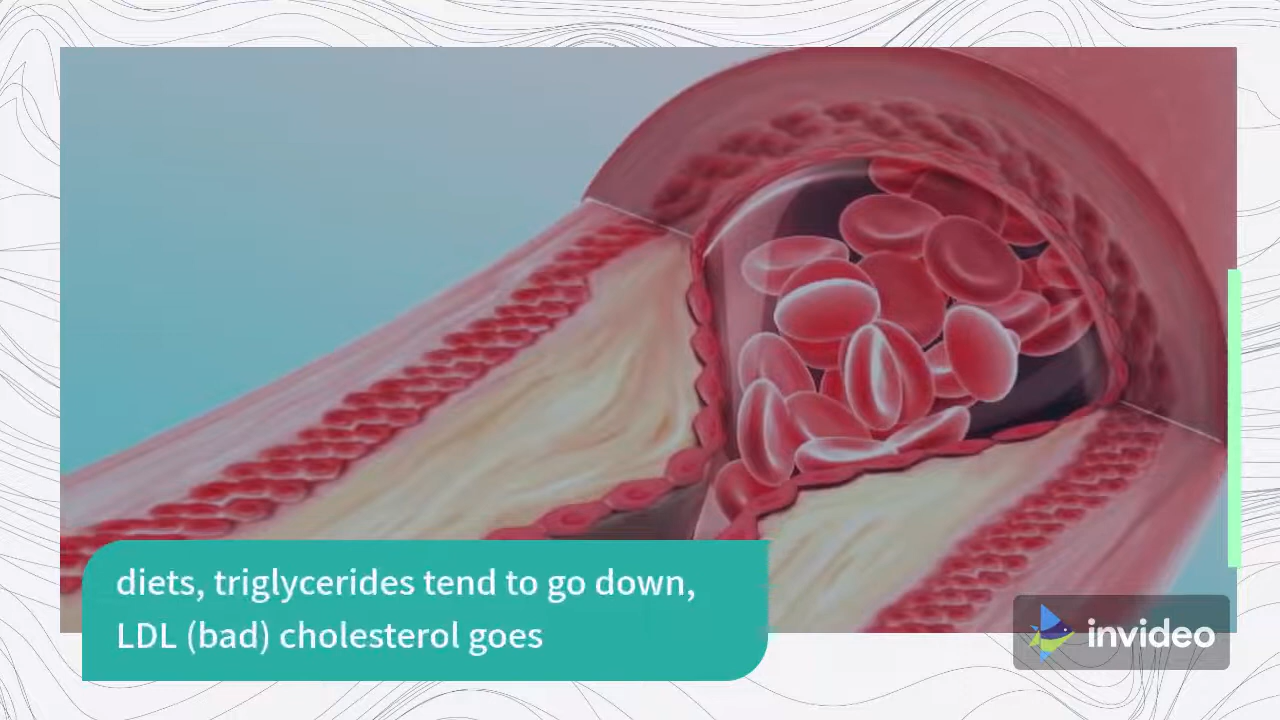 diets, triglycerides tend to go down,
LDL (bad) cholesterol goes
invideo